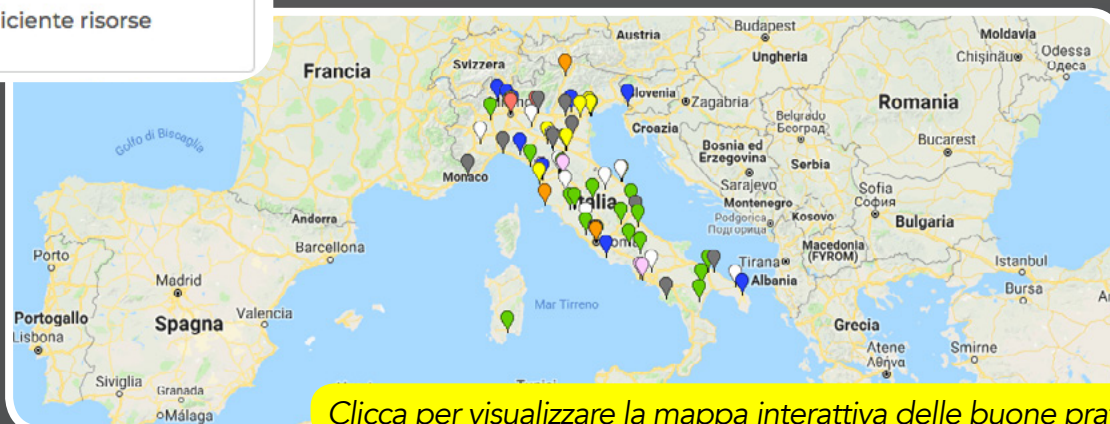 iciente risorse
Budapest
Austria
Moldavia
Ungheria
Chișinău
Odessa
Одеса
Francia
Svizzera
Slovenia
Zagabria
Romania
Croazia
Belgrado
Београд
Golfo di Biscaglia
Bosnia ed
Erzegovina
Serbia
Bucarest
Monaco
Sarajevo
Italia
Montenegro
Sofia
София
Andorra
Podgorica
Подгорица
Kosovo
Bulgaria
Porto
Barcellona
Macedonia
(FYROM)
Tirana
Istanbul
Madrid
Albania
Bursa
Mar Tirreno
Portogallo
Spagna
Valencia
Lisbona
Grecia
Atene
Αθήνα
Smirne
Siviglia
Granada
Málaga
Clicca per visualizzare la mappa interattiva delle buone prat